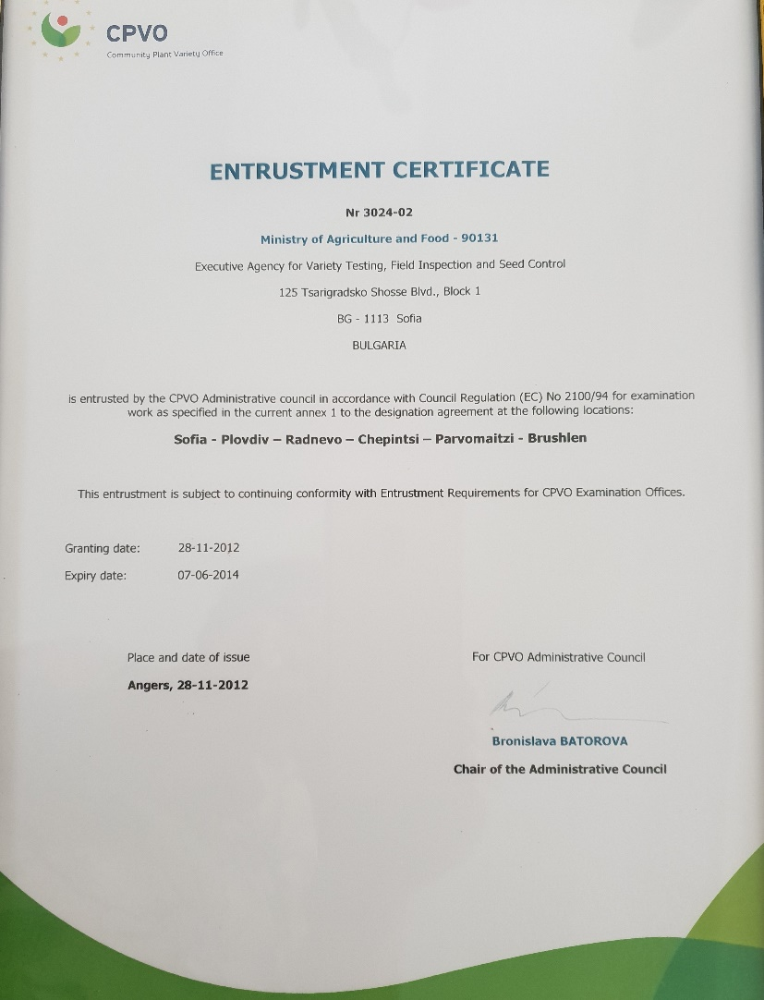 CPVO
Community Plant Variety Office
ENTRUSTMENT CERTIFICATE
Nr 3024-02
Ministry of Agriculture and Food - 90131
Executive Agency for Variety Testing, Field Inspection and Seed Control
125 Tsarigradsko Shosse Blvd., Block 1
BG - 1113 Sofia
BULGARIA
is entrusted by the CPVO Administrative council in accordance with Council Regulation (EC) No 2100/94 for examination
work as specified in the current annex 1 to the designation agreement at the following locations:
Sofia - Plovdiv – Radnevo – Chepintsi – Parvomaitzi - Brushlen
This entrustment is subject to continuing conformity with Entrustment Requirements for CPVO Examination Offices.
Granting date: 28-11-2012
Expiry date: 07-06-2014
Place and date of issue
Angers, 28-11-2012
For CPVO Administrative Council
Bronislava BATOROVA
Chair of the Administrative Council